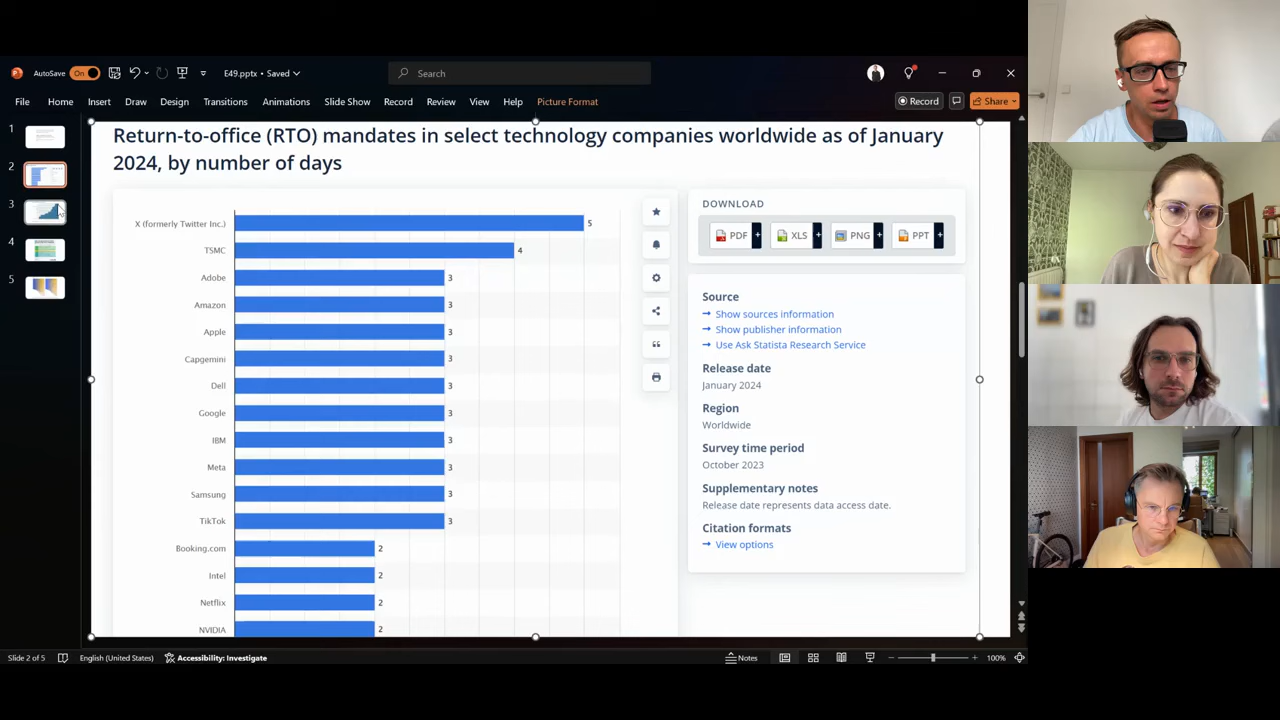 AutoSave On E49.pptx • Saved Search
File Home Insert Draw Design Transitions Animations Slide Show Record Review View Help Picture Format Record Share
1
2
3
4
5
Return-to-office (RTO) mandates in select technology companies worldwide as of January
2024, by number of days
X (formerly Twitter Inc.) 5
TSMC 4
Adobe 3
Amazon 3
Apple 3
Capgemini 3
Dell 3
Google 3
IBM 3
Meta 3
Samsung 3
TikTok 3
Booking.com 2
Intel 2
Netflix 2
NVIDIA 2
DOWNLOAD
PDF + XLS + PNG + PPT +
Source
→ Show sources information
→ Show publisher information
→ Use Ask Statista Research Service
Release date
January 2024
Region
Worldwide
Survey time period
October 2023
Supplementary notes
Release date represents data access date.
Citation formats
→ View options
Slide 2 of 5 English (United States) Accessibility: Investigate Notes 100%